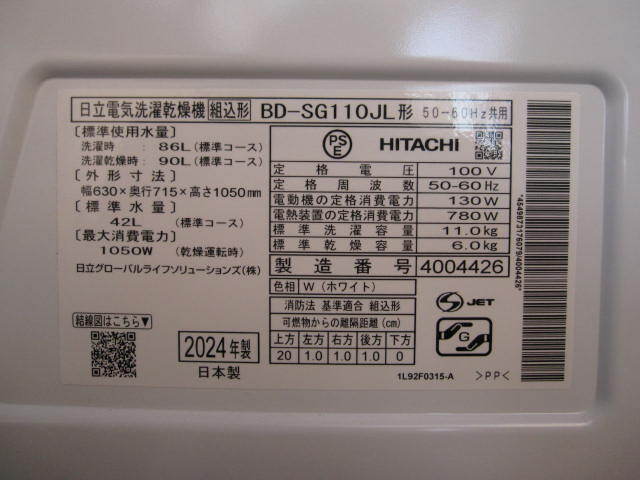 日立電気洗濯乾燥機 組込形 BD-SG110JL形 50-60Hz共用
〔標準使用水量〕
洗濯時 : 86L(標準コース)
洗濯乾燥時 : 90L(標準コース)
〔外形寸法〕
幅630×奥行715×高さ1050mm
〔標準水量〕
42L (標準コース)
〔最大消費電力〕
1050W (乾燥運転時)
日立グローバルライフソリューションズ(株)
PS
E
HITACHI
定格電圧 100V
定格周波数 50-60Hz
電動機の定格消費電力 130W
電熱装置の定格消費電力 780W
標準洗濯容量 11.0kg
標準乾燥容量 6.0kg
製造番号 4004426
色相 W(ホワイト)
消防法 基準適合 組込形
可燃物からの離隔距離(cm)
上方 左方 右方 後方 下方
20 1.0 1.0 1.0 0
S JET
G
結線図はこちら▼
2024年製
日本製
1L92F0315-A
>PP<
*4549873176079/4004426*